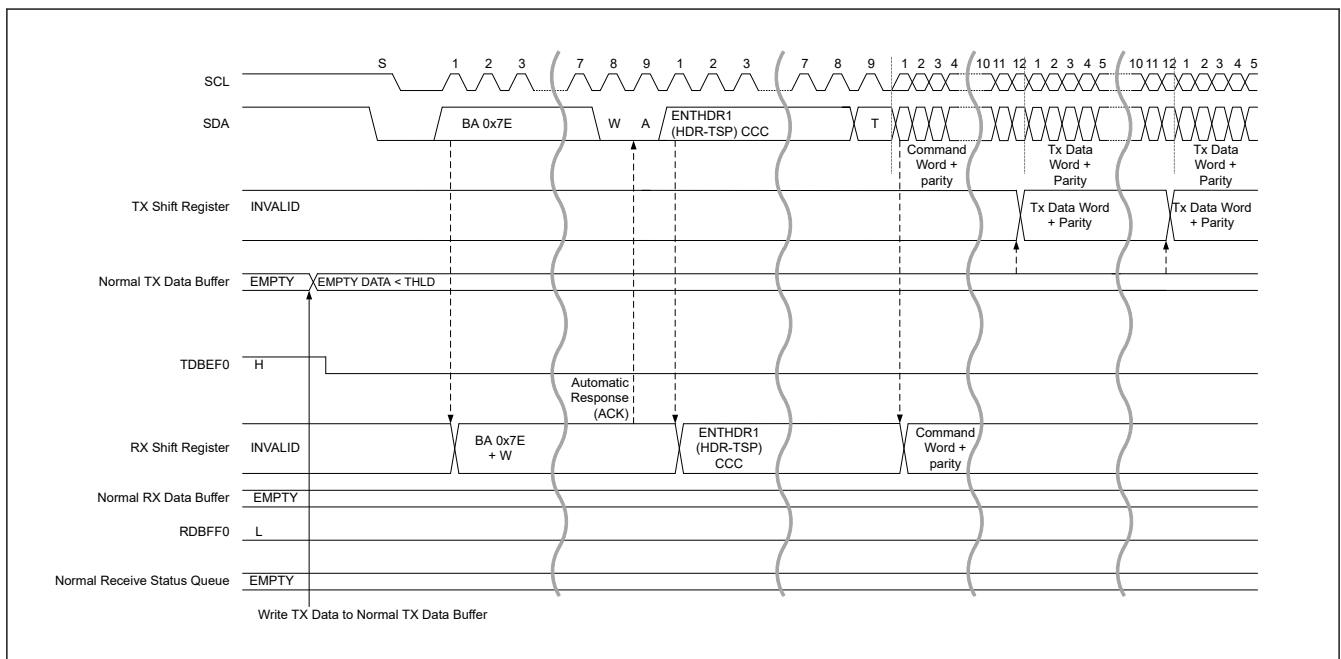 S 1 2 3 7 8 9 1 2 3 7 8 9 1 2 3 4 10 11 12 1 2 3 4 5 10 11 12 1 2 3 4 5
SCL
SDA
BA 0x7E
W A
ENTHDR1
(HDR-TSP) CCC
T
Command
Word +
parity
Tx Data
Word +
Parity
Tx Data
Word +
Parity
TX Shift Register INVALID
Tx Data Word
+ Parity
Tx Data Word
+ Parity
Normal TX Data Buffer EMPTY EMPTY DATA < THLD
TDBEF0 H
Automatic
Response
(ACK)
RX Shift Register INVALID
BA 0x7E
+ W
ENTHDR1
(HDR-TSP)
CCC
Command
Word +
parity
Normal RX Data Buffer EMPTY
RDBFF0 L
Normal Receive Status Queue EMPTY
Write TX Data to Normal TX Data Buffer